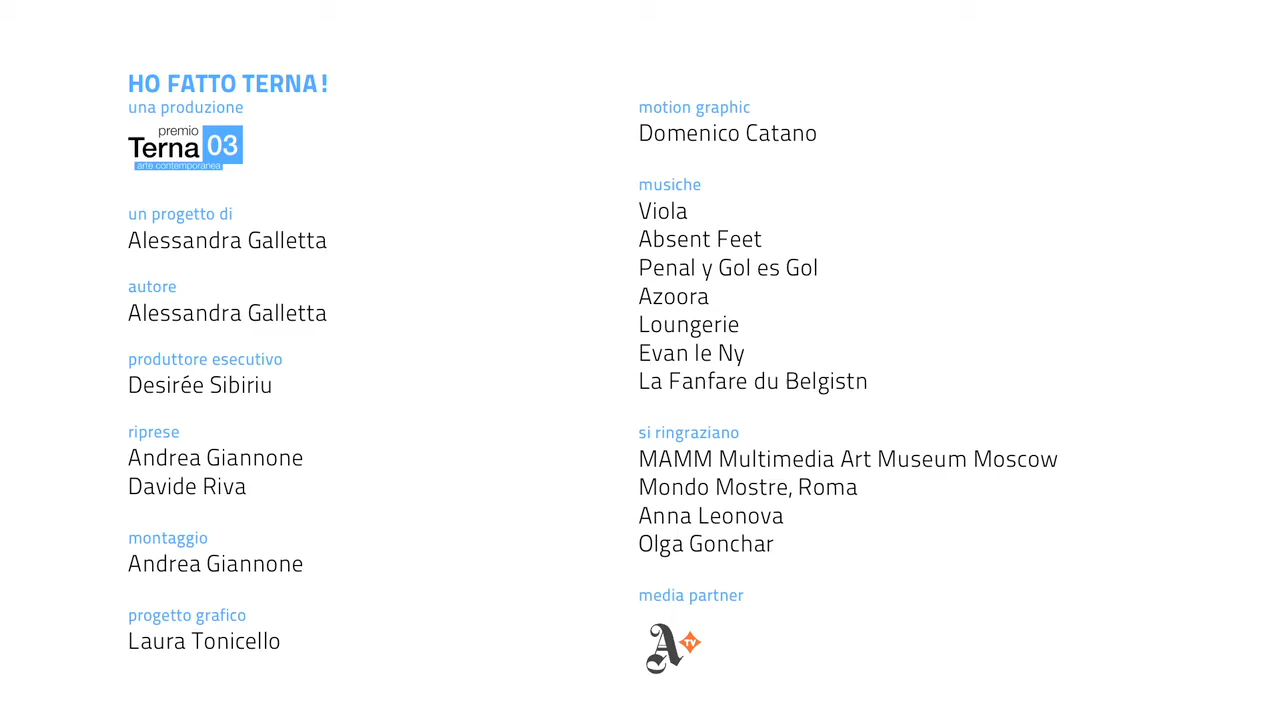 HO FATTO TERNA!
una produzione
premio
Terna 03
arte contemporanea
un progetto di
Alessandra Galletta
autore
Alessandra Galletta
produttore esecutivo
Desirée Sibiriu
riprese
Andrea Giannone
Davide Riva
montaggio
Andrea Giannone
progetto grafico
Laura Tonicello
motion graphic
Domenico Catano
musiche
Viola
Absent Feet
Penal y Gol es Gol
Azoora
Loungerie
Evan le Ny
La Fanfare du Belgistn
si ringraziano
MAMM Multimedia Art Museum Moscow
Mondo Mostre, Roma
Anna Leonova
Olga Gonchar
media partner
A TV